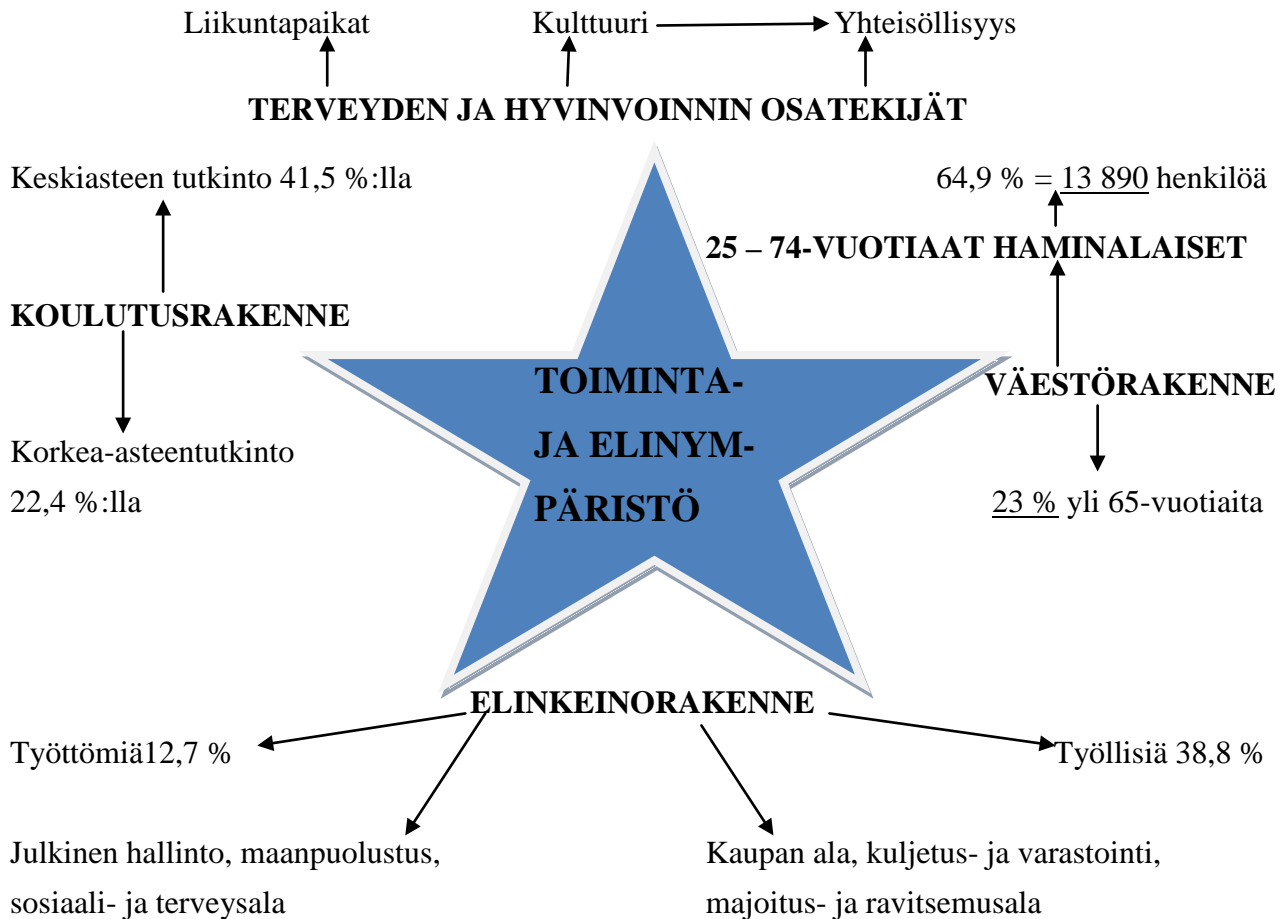 Liikuntapaikat Kulttuuri Yhteisöllisyys
TERVEYDEN JA HYVINVOINNIN OSATEKIJÄT
Keskiasteen tutkinto 41,5 %:lla
64,9 % = 13 890 henkilöä
25 – 74-VUOTIAAT HAMINALAISET
KOULUTUSRAKENNE
TOIMINTA-
JA ELINYM-
PÄRISTÖ
VÄESTÖRAKENNE
Korkea-asteentutkinto
22,4 %:lla
23 % yli 65-vuotiaita
ELINKEINORAKENNE
Työttömiä12,7 %
Työllisiä 38,8 %
Julkinen hallinto, maanpuolustus,
sosiaali- ja terveysala
Kaupan ala, kuljetus- ja varastointi,
majoitus- ja ravitsemusala